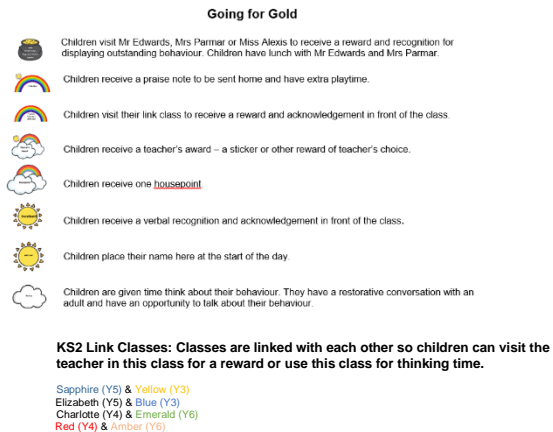 Going for Gold
Children visit Mr Edwards, Mrs Parmar or Miss Alexis to receive a reward and recognition for
displaying outstanding behaviour. Children have lunch with Mr Edwards and Mrs Parmar.
Children receive a praise note to be sent home and have extra playtime.
Children visit their link class to receive a reward and acknowledgement in front of the class.
Children receive a teacher's award – a sticker or other reward of teacher's choice.
Children receive one housepoint
Children receive a verbal recognition and acknowledgement in front of the class.
Children place their name here at the start of the day.
Children are given time think about their behaviour. They have a restorative conversation with an
adult and have an opportunity to talk about their behaviour.
KS2 Link Classes: Classes are linked with each other so children can visit the
teacher in this class for a reward or use this class for thinking time.
Sapphire (Y5) & Yellow (Y3)
Elizabeth (Y5) & Blue (Y3)
Charlotte (Y4) & Emerald (Y6)
Red (Y4) & Amber (Y6)